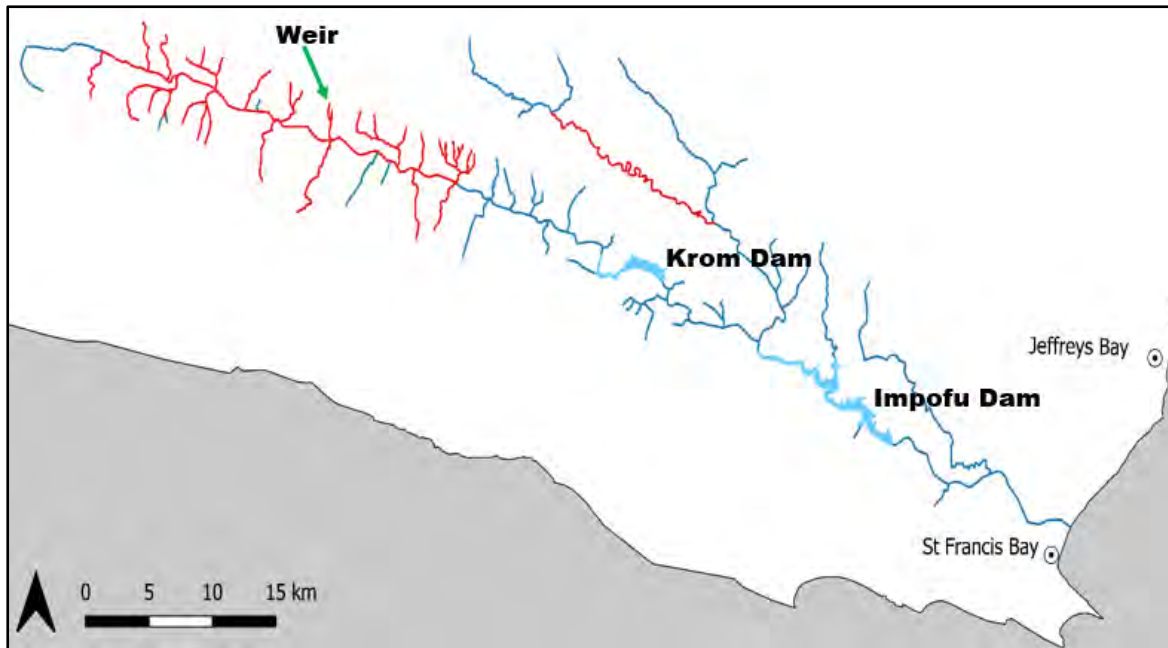 Weir
Krom Dam
Jeffreys Bay
Impofu Dam
St Francis Bay
0 5 10 15 km